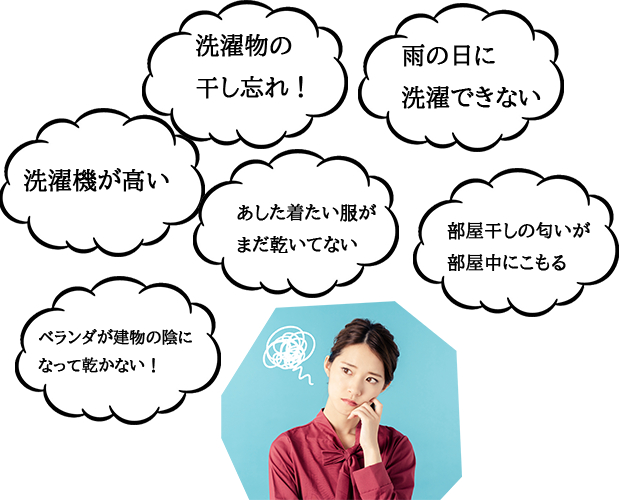 洗濯物の
干し忘れ！
雨の日に
洗濯できない
洗濯機が高い
あした着たい服が
まだ乾いてない
部屋干しの匂いが
部屋中にこもる
ベランダが建物の陰に
なって乾かない！